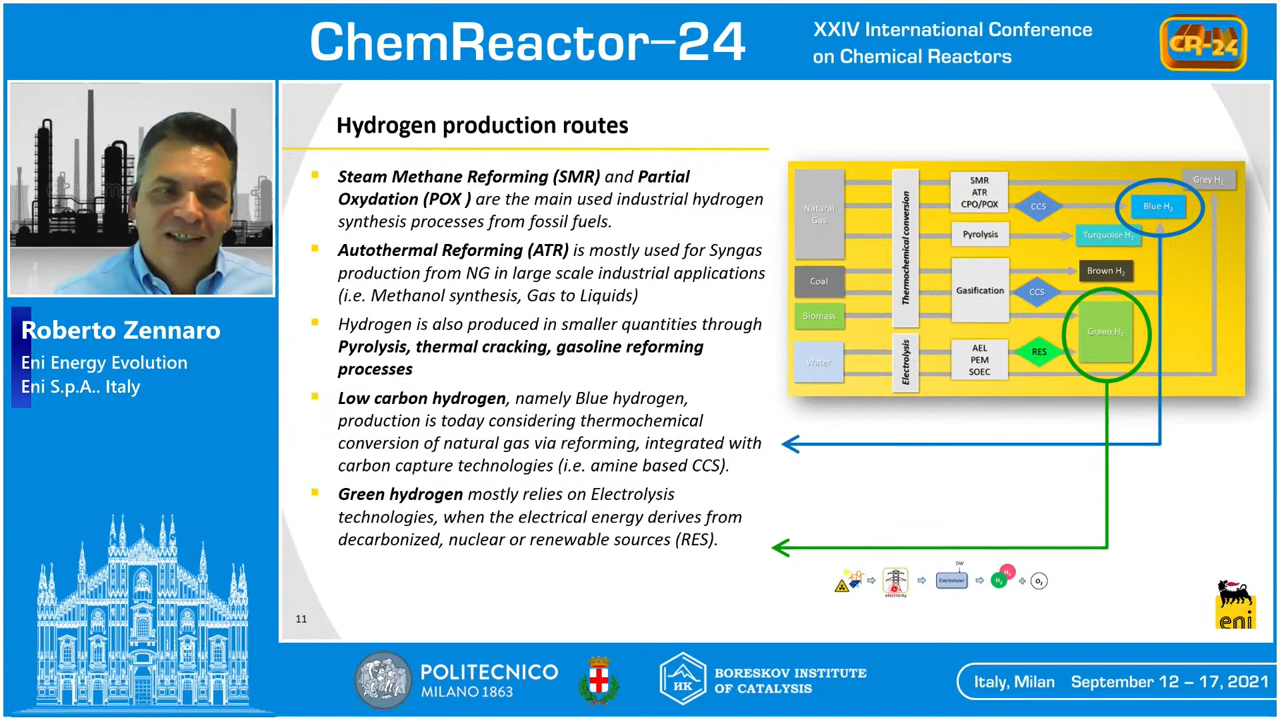 ChemReactor-24
XXIV International Conference
on Chemical Reactors
CR-24
Roberto Zennaro
Eni Energy Evolution
Eni S.p.A.. Italy
Hydrogen production routes
Steam Methane Reforming (SMR) and Partial
Oxydation (POX ) are the main used industrial hydrogen
synthesis processes from fossil fuels.
Autothermal Reforming (ATR) is mostly used for Syngas
production from NG in large scale industrial applications
(i.e. Methanol synthesis, Gas to Liquids)
Hydrogen is also produced in smaller quantities through
Pyrolysis, thermal cracking, gasoline reforming
processes
Low carbon hydrogen, namely Blue hydrogen,
production is today considering thermochemical
conversion of natural gas via reforming, integrated with
carbon capture technologies (i.e. amine based CCS).
Green hydrogen mostly relies on Electrolysis
technologies, when the electrical energy derives from
decarbonized, nuclear or renewable sources (RES).
11
Natural
Gas
Coal
Biomass
Water
Thermochemical conversion
Electrolysis
SMR
ATR
CPO/POX
Pyrolysis
Gasification
AEL
PEM
SOEC
CCS
CCS
RES
Grey H2
Blue H2
Turquoise H2
Brown H2
Green H2
electricity
DW
Electrolizer
H2
H2
O2
eni
POLITECNICO
MILANO 1863
HK
BORESKOV INSTITUTE
OF CATALYSIS
Italy, Milan September 12 – 17, 2021